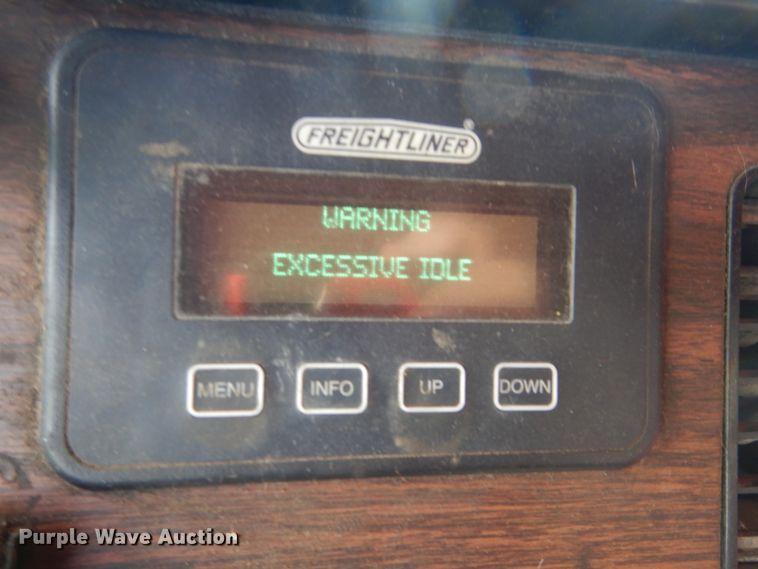 FREIGHTLINER ®
WARNING
EXCESSIVE IDLE
MENU INFO UP DOWN
Purple Wave Auction